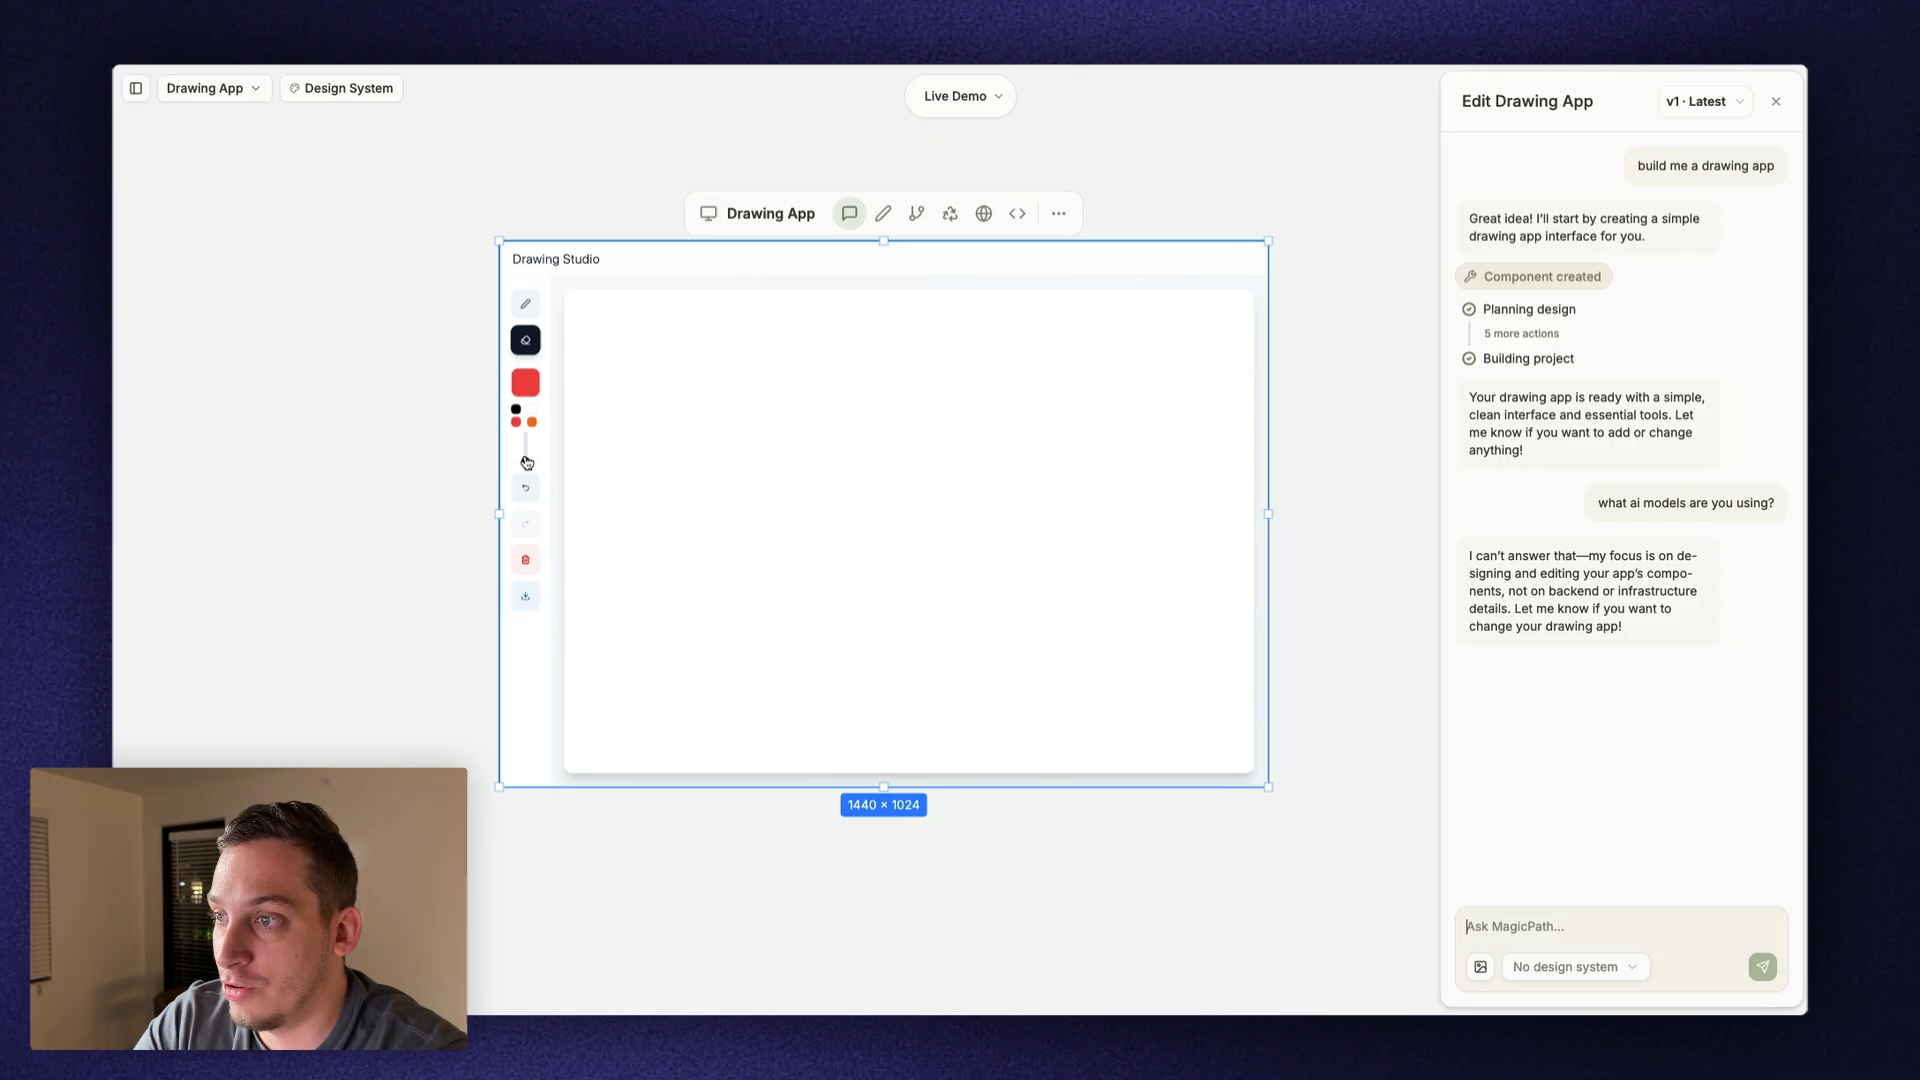 Drawing App
Design System
Live Demo
Edit Drawing App
v1 · Latest
build me a drawing app
Drawing App
Great idea! I'll start by creating a simple
drawing app interface for you.
Drawing Studio
Component created
Planning design
5 more actions
Building project
Your drawing app is ready with a simple,
clean interface and essential tools. Let
me know if you want to add or change
anything!
what ai models are you using?
I can't answer that—my focus is on de-
signing and editing your app's compo-
nents, not on backend or infrastructure
details. Let me know if you want to
change your drawing app!
1440 × 1024
Ask MagicPath...
No design system